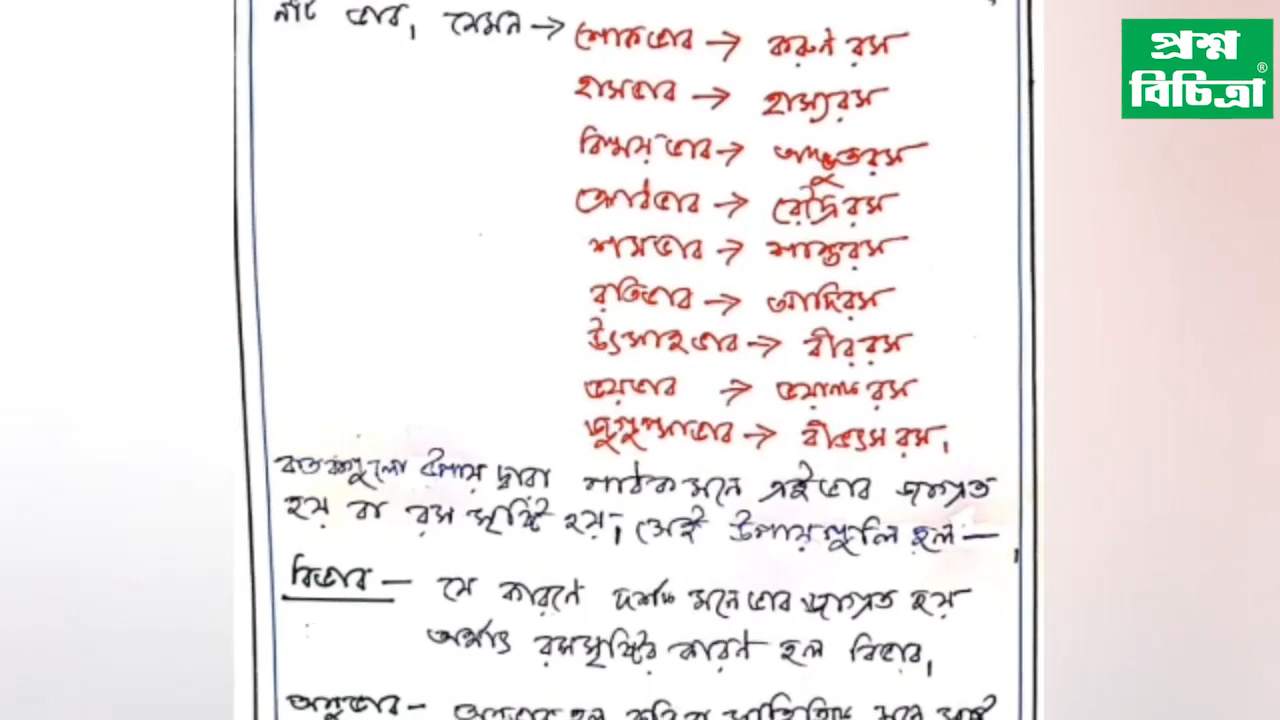 ভাব, যেমন → শোকভাব → করুণ রস
হাসভাব → হাস্যরস
বিস্ময়ভাব → অদ্ভুতরস
ক্রোধভাব → রৌদ্ররস
শমভাব → শান্তরস
রতিভাব → আদিরস
উৎসাহভাব → বীররস
ভয়ভাব → ভয়ানক রস
জুগুপ্সাভাব → বীভৎস রস।
কতকগুলো উপায় দ্বারা পাঠক মনে এইভাব জাগ্রত
হয় বা রস সৃষ্টি হয়; সেই উপায়গুলি হল—
বিভাব — যে কারণে দর্শক মনে ভাব জাগ্রত হয়
অর্থাৎ রসসৃষ্টির কারণ হল বিভাব।
অনুভাব —
প্রশ্ন
বিচিত্রা®